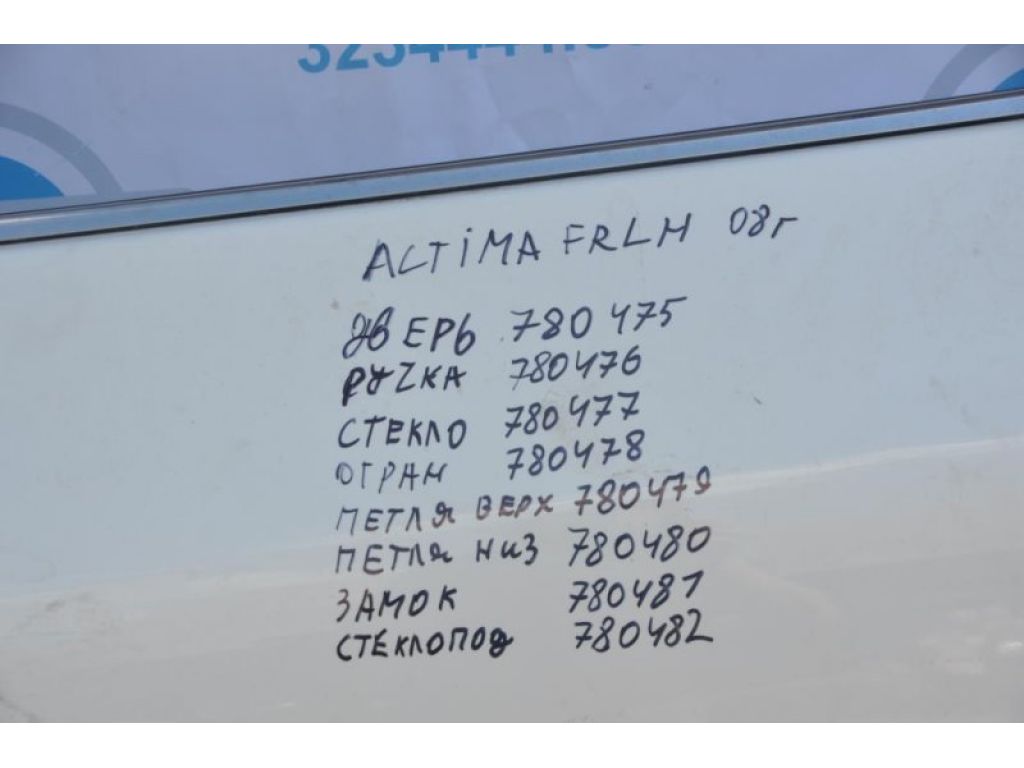 ALTIMA FRLH 08г
ДВЕРЬ 780475
РУЧКА 780476
СТЕКЛО 780477
ОГРАН 780478
ПЕТЛЯ ВЕРХ 780479
ПЕТЛЯ НИЗ 780480
ЗАМОК 780481
СТЕКЛОПОД 780482